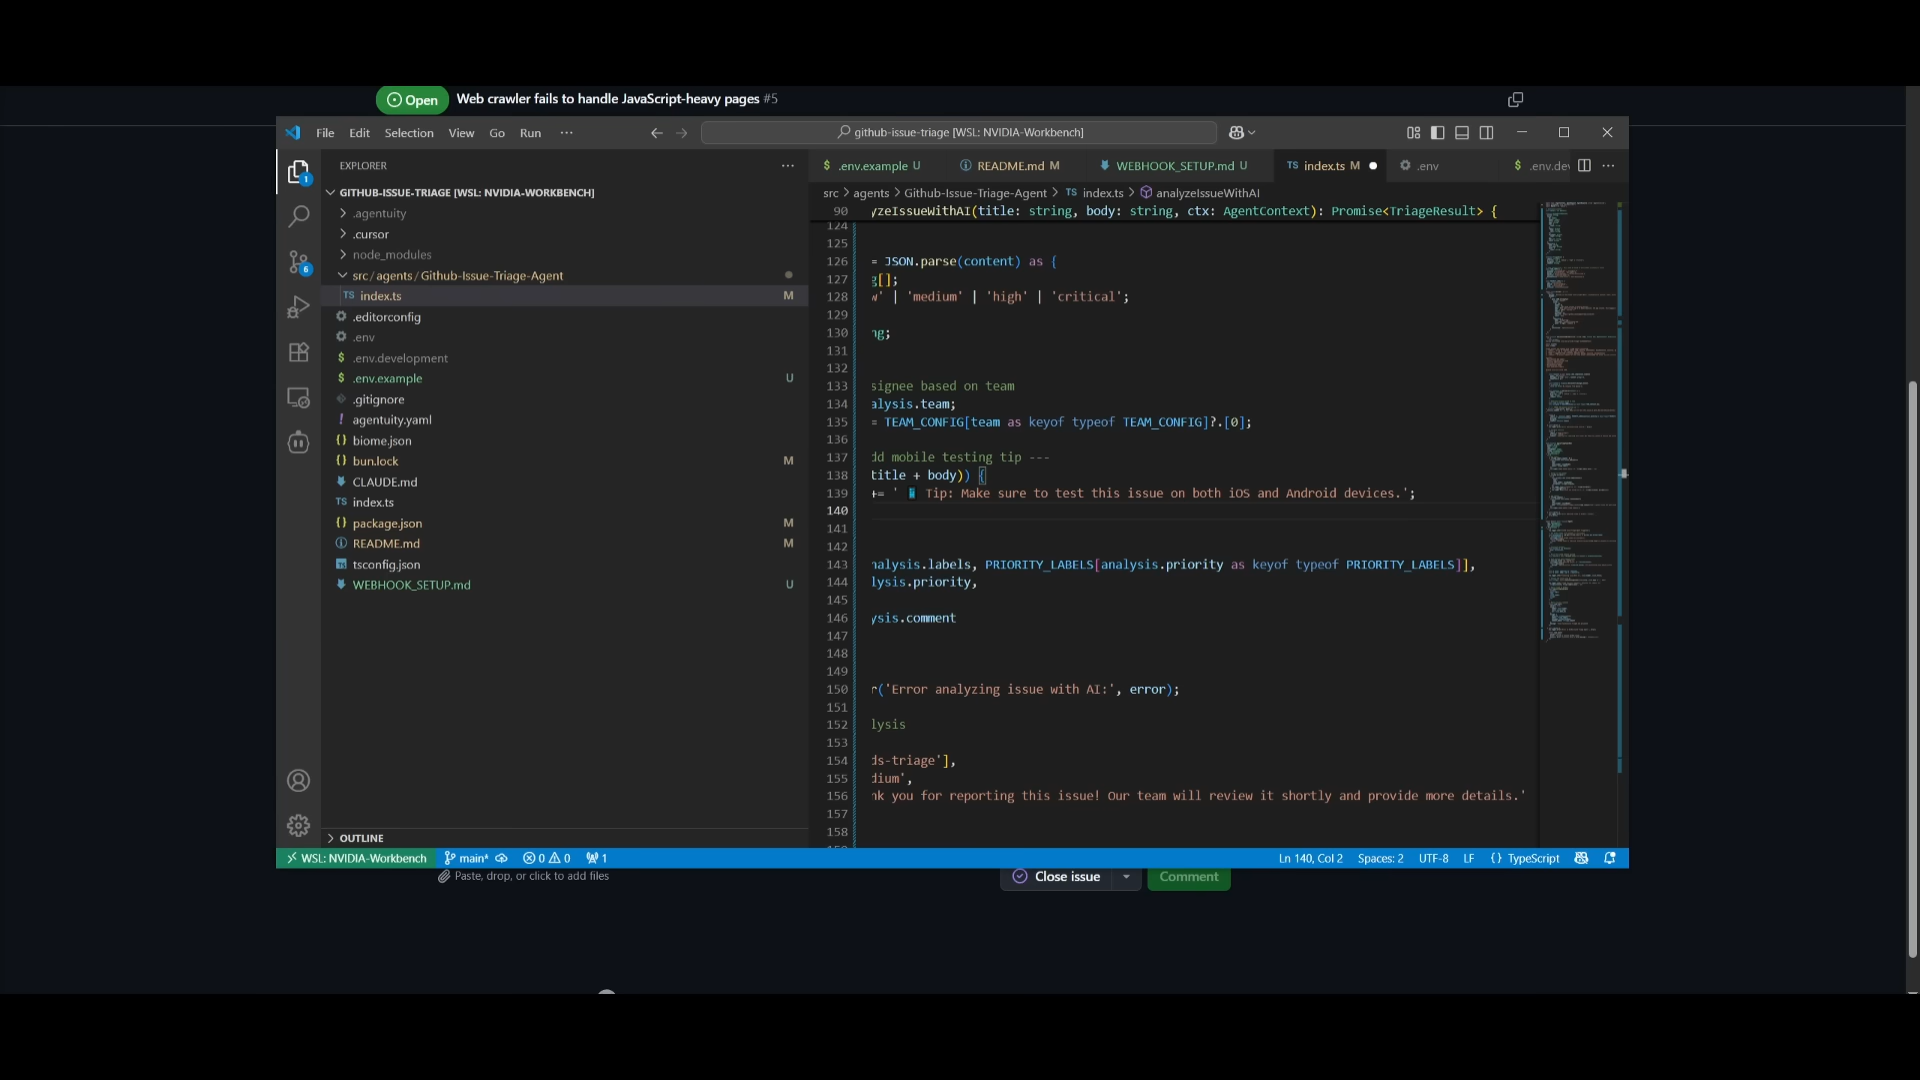 Open Web crawler fails to handle JavaScript-heavy pages #5
File Edit Selection View Go Run ··· github-issue-triage [WSL: NVIDIA-Workbench]
EXPLORER
GITHUB-ISSUE-TRIAGE [WSL: NVIDIA-WORKBENCH]
.agentuity
.cursor
node_modules
src / agents / Github-Issue-Triage-Agent
TS index.ts M
.editorconfig
.env
$ .env.development
$ .env.example U
.gitignore
! agentuity.yaml
{} biome.json
{} bun.lock M
CLAUDE.md
TS index.ts
{} package.json M
README.md M
tsconfig.json
WEBHOOK_SETUP.md U
OUTLINE
1
6
$ .env.example U README.md M WEBHOOK_SETUP.md U TS index.ts M .env $ .env.de
src > agents > Github-Issue-Triage-Agent > TS index.ts > analyzeIssueWithAI
90 yzeIssueWithAI(title: string, body: string, ctx: AgentContext): Promise<TriageResult> {
124
125
126 = JSON.parse(content) as {
127 g[];
128 w' | 'medium' | 'high' | 'critical';
129
130 ng;
131
132
133 signee based on team
134 alysis.team;
135 = TEAM_CONFIG[team as keyof typeof TEAM_CONFIG]?.[0];
136
137 dd mobile testing tip ---
138 title + body)) {
139 += ' 📱 Tip: Make sure to test this issue on both iOS and Android devices.';
140
141
142
143 nalysis.labels, PRIORITY_LABELS[analysis.priority as keyof typeof PRIORITY_LABELS]],
144 lysis.priority,
145
146 ysis.comment
147
148
149
150 r('Error analyzing issue with AI:', error);
151
152 lysis
153
154 ds-triage'],
155 dium',
156 nk you for reporting this issue! Our team will review it shortly and provide more details.'
157
158
WSL: NVIDIA-Workbench main* 0 0 1 Ln 140, Col 2 Spaces: 2 UTF-8 LF {} TypeScript
Paste, drop, or click to add files Close issue Comment